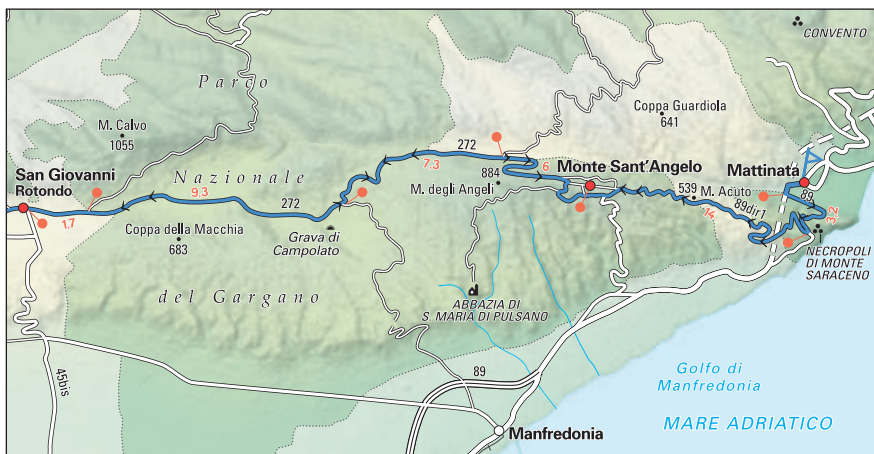 CONVENTO
Parco
M. Calvo
1055
Coppa Guardiola
641
272
7,3
6
San Giovanni
Rotondo
Nazionale
9,3
884
M. degli Angeli
Monte Sant'Angelo
Mattinata
539
M. Acuto
89
89dir1
14
3,2
1,7
272
Coppa della Macchia
683
Grava di
Campolato
NECROPOLI
DI MONTE
SARACENO
del Gargano
ABBAZIA DI
S. MARIA DI PULSANO
45bis
89
Golfo di
Manfredonia
MARE ADRIATICO
Manfredonia